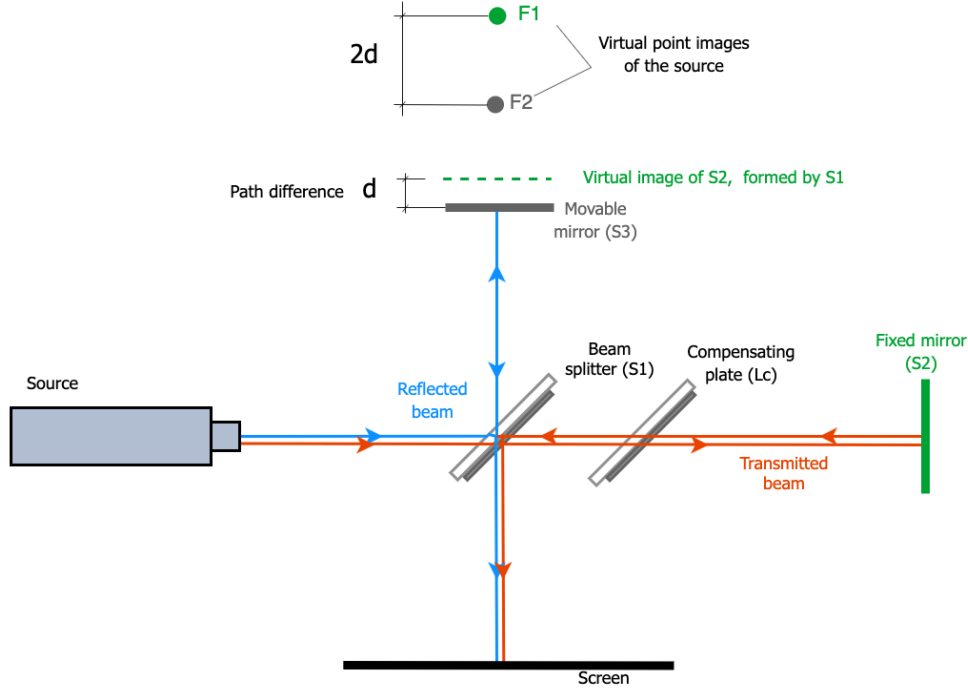 F1
2d
Virtual point images
of the source
F2
Path difference
d
Virtual image of S2, formed by S1
Movable
mirror (S3)
Source
Reflected
beam
Beam
splitter (S1)
Compensating
plate (Lc)
Fixed mirror
(S2)
Transmitted
beam
Screen